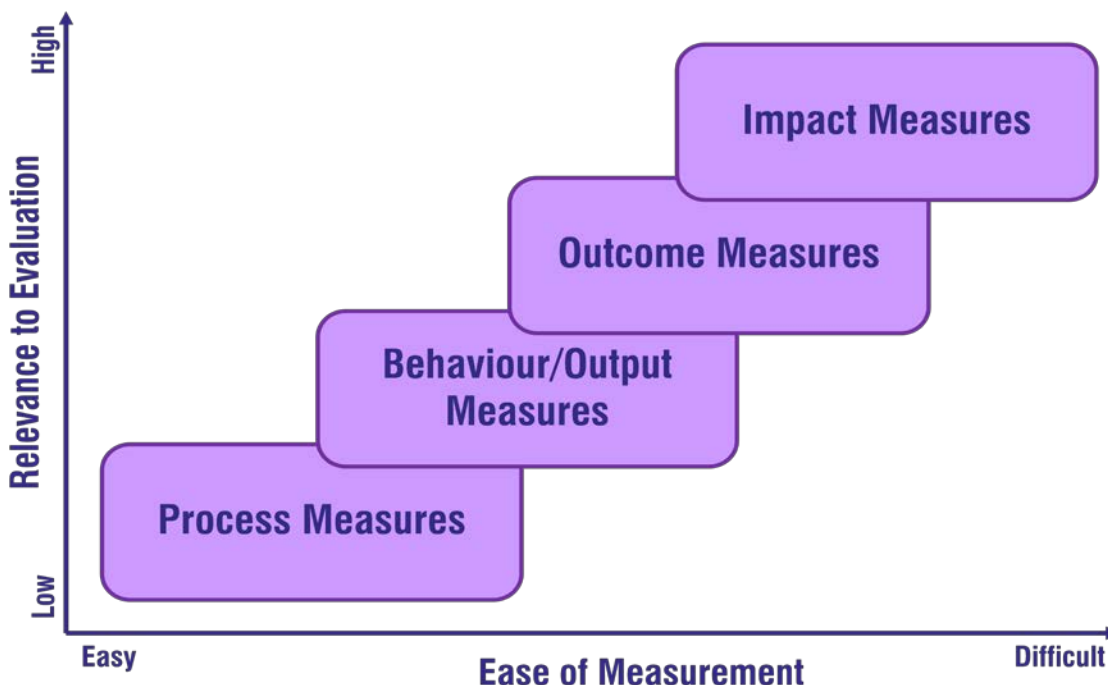 High
Relevance to Evaluation
Low
Impact Measures
Outcome Measures
Behaviour/Output
Measures
Process Measures
Easy
Ease of Measurement
Difficult